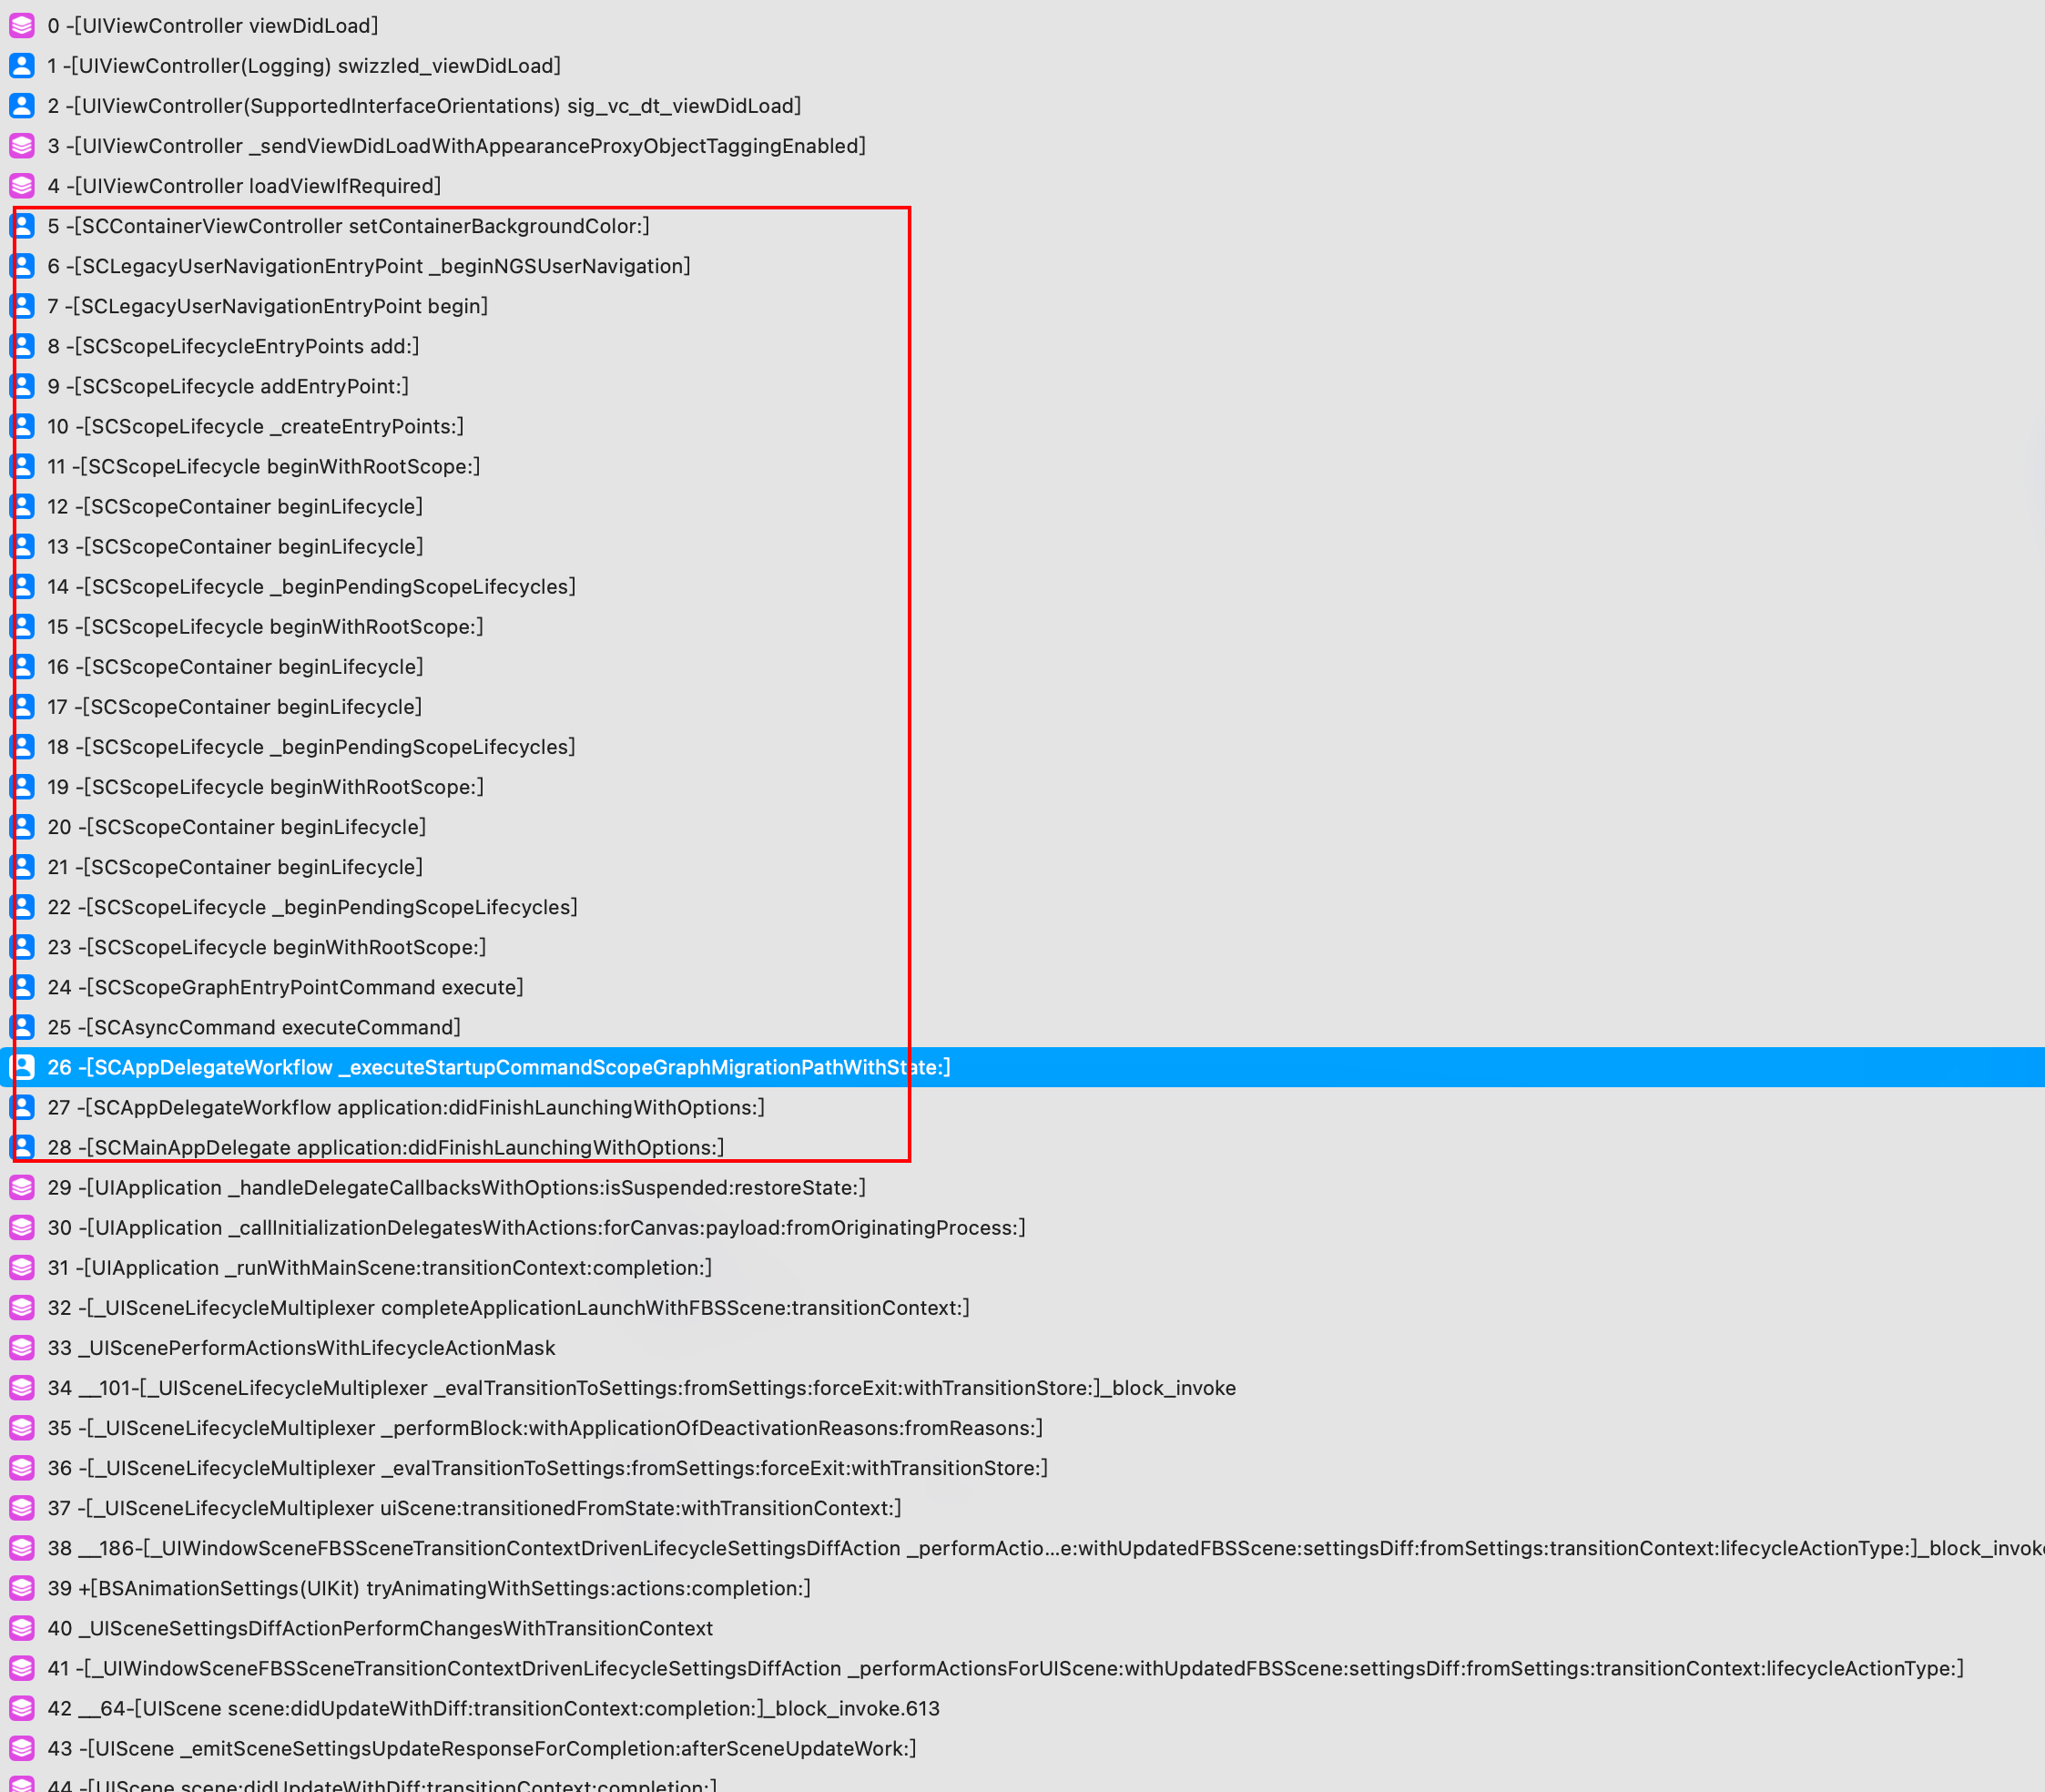 0 -[UIViewController viewDidLoad]
1 -[UIViewController(Logging) swizzled_viewDidLoad]
2 -[UIViewController(SupportedInterfaceOrientations) sig_vc_dt_viewDidLoad]
3 -[UIViewController _sendViewDidLoadWithAppearanceProxyObjectTaggingEnabled]
4 -[UIViewController loadViewIfRequired]
5 -[SCContainerViewController setContainerBackgroundColor:]
6 -[SCLegacyUserNavigationEntryPoint _beginNGSUserNavigation]
7 -[SCLegacyUserNavigationEntryPoint begin]
8 -[SCScopeLifecycleEntryPoints add:]
9 -[SCScopeLifecycle addEntryPoint:]
10 -[SCScopeLifecycle _createEntryPoints:]
11 -[SCScopeLifecycle beginWithRootScope:]
12 -[SCScopeContainer beginLifecycle]
13 -[SCScopeContainer beginLifecycle]
14 -[SCScopeLifecycle _beginPendingScopeLifecycles]
15 -[SCScopeLifecycle beginWithRootScope:]
16 -[SCScopeContainer beginLifecycle]
17 -[SCScopeContainer beginLifecycle]
18 -[SCScopeLifecycle _beginPendingScopeLifecycles]
19 -[SCScopeLifecycle beginWithRootScope:]
20 -[SCScopeContainer beginLifecycle]
21 -[SCScopeContainer beginLifecycle]
22 -[SCScopeLifecycle _beginPendingScopeLifecycles]
23 -[SCScopeLifecycle beginWithRootScope:]
24 -[SCScopeGraphEntryPointCommand execute]
25 -[SCAsyncCommand executeCommand]
26 -[SCAppDelegateWorkflow _executeStartupCommandScopeGraphMigrationPathWithState:]
27 -[SCAppDelegateWorkflow application:didFinishLaunchingWithOptions:]
28 -[SCMainAppDelegate application:didFinishLaunchingWithOptions:]
29 -[UIApplication _handleDelegateCallbacksWithOptions:isSuspended:restoreState:]
30 -[UIApplication _callInitializationDelegatesWithActions:forCanvas:payload:fromOriginatingProcess:]
31 -[UIApplication _runWithMainScene:transitionContext:completion:]
32 -[_UISceneLifecycleMultiplexer completeApplicationLaunchWithFBSScene:transitionContext:]
33 _UIScenePerformActionsWithLifecycleActionMask
34 __101-[_UISceneLifecycleMultiplexer _evalTransitionToSettings:fromSettings:forceExit:withTransitionStore:]_block_invoke
35 -[_UISceneLifecycleMultiplexer _performBlock:withApplicationOfDeactivationReasons:fromReasons:]
36 -[_UISceneLifecycleMultiplexer _evalTransitionToSettings:fromSettings:forceExit:withTransitionStore:]
37 -[_UISceneLifecycleMultiplexer uiScene:transitionedFromState:withTransitionContext:]
38 __186-[_UIWindowSceneFBSSceneTransitionContextDrivenLifecycleSettingsDiffAction _performActio...e:withUpdatedFBSScene:settingsDiff:fromSettings:transitionContext:lifecycleActionType:]_block_invoke
39 +[BSAnimationSettings(UIKit) tryAnimatingWithSettings:actions:completion:]
40 _UISceneSettingsDiffActionPerformChangesWithTransitionContext
41 -[_UIWindowSceneFBSSceneTransitionContextDrivenLifecycleSettingsDiffAction _performActionsForUIScene:withUpdatedFBSScene:settingsDiff:fromSettings:transitionContext:lifecycleActionType:]
42 __64-[UIScene scene:didUpdateWithDiff:transitionContext:completion:]_block_invoke.613
43 -[UIScene _emitSceneSettingsUpdateResponseForCompletion:afterSceneUpdateWork:]
44 -[UIScene scene:didUpdateWithDiff:transitionContext:completion:]